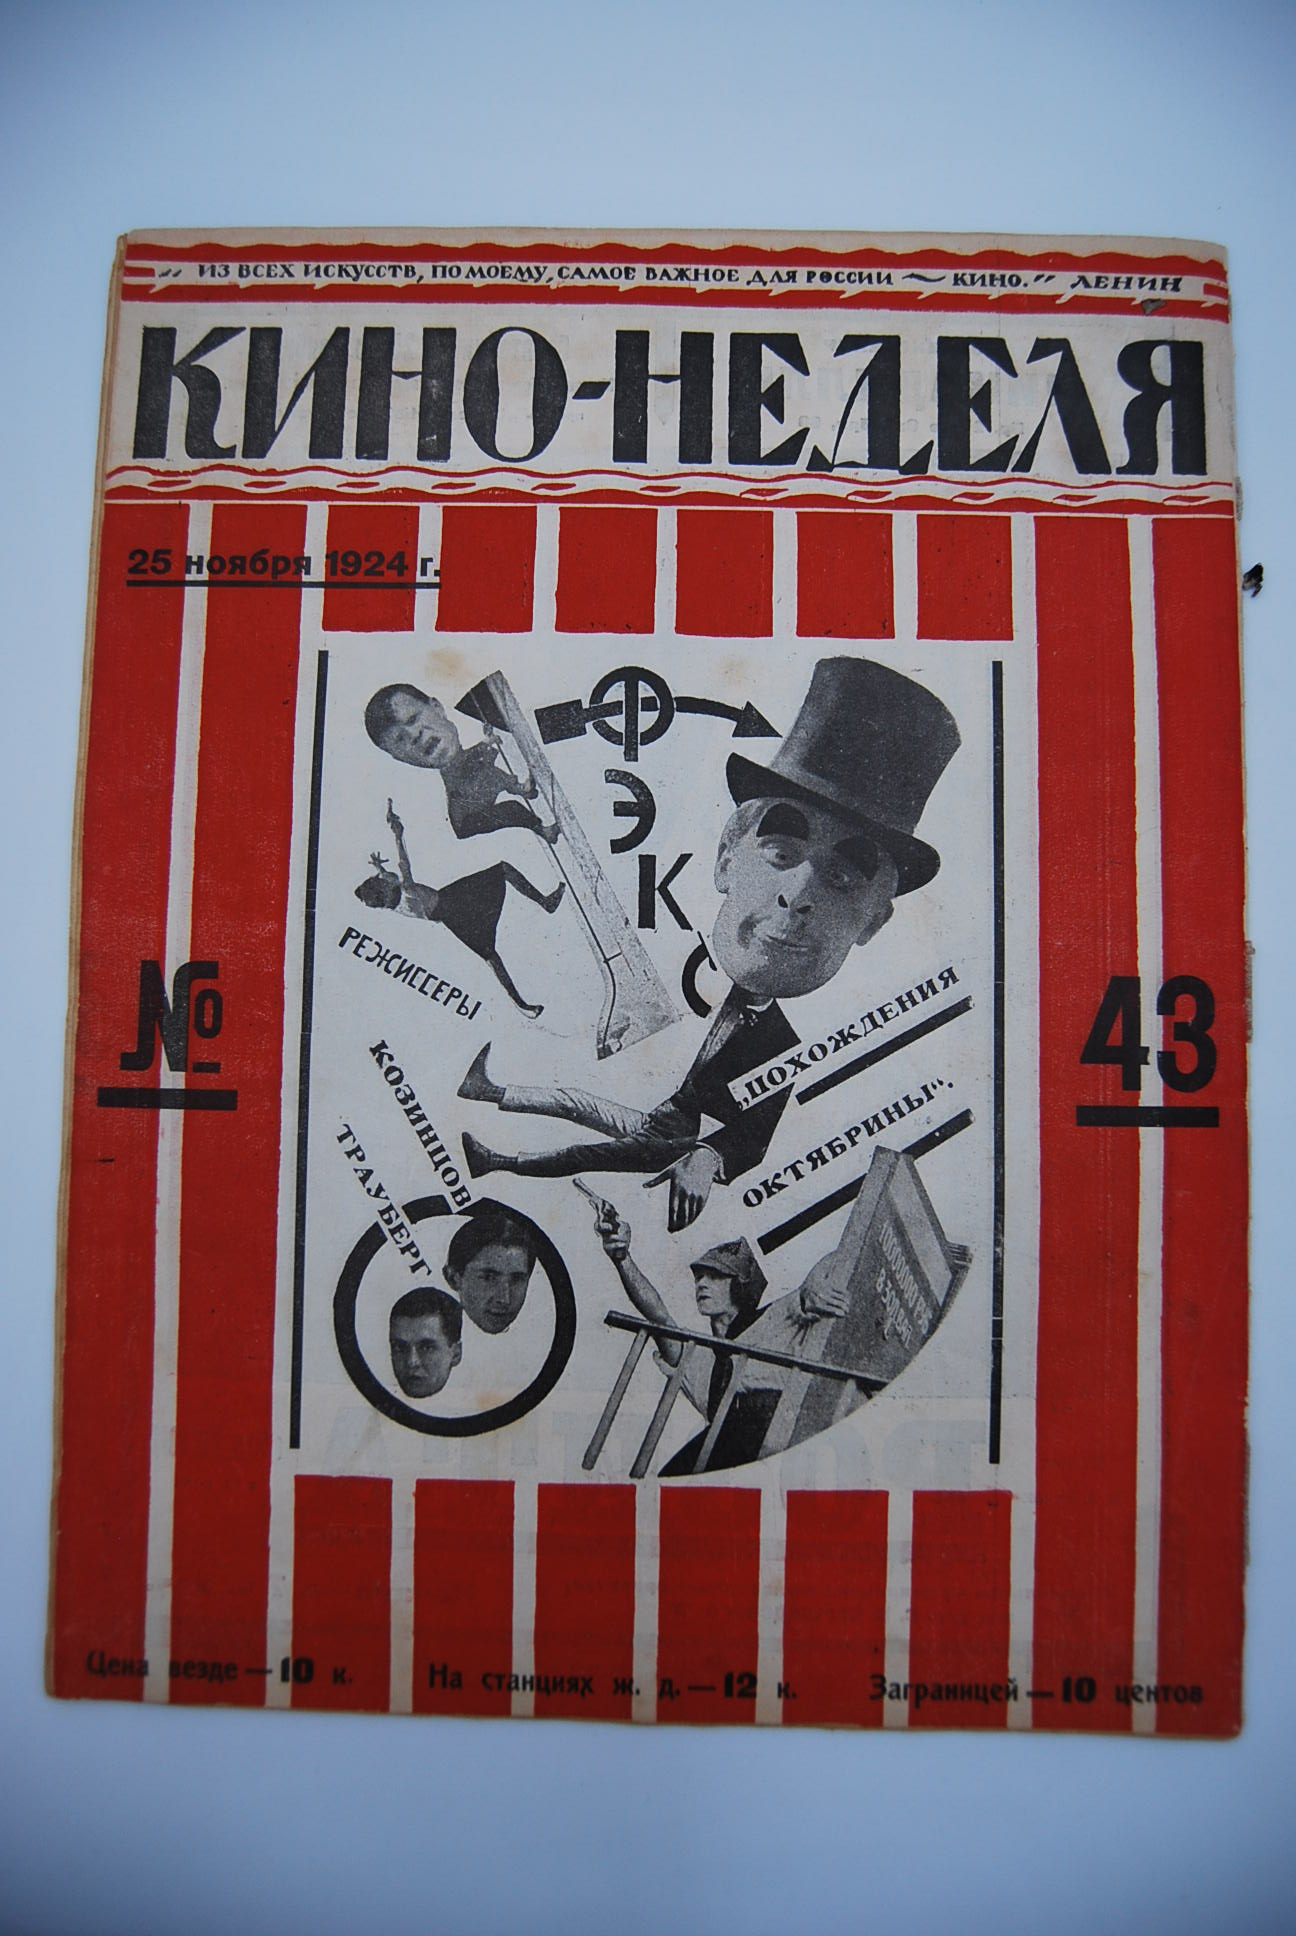 „ ИЗ ВСЕХ ИСКУССТВ, ПО МОЕМУ, САМОЕ ВАЖНОЕ ДЛЯ РОССИИ — КИНО.” ЛЕНИН
КИНО-НЕДЕЛЯ
25 ноября 1924 г.
ФЭКС
РЕЖИССЕРЫ
КОЗИНЦОВ
ТРАУБЕРГ
„ПОХОЖДЕНИЯ
ОКТЯБРИНЫ“.
№
43
Цена везде — 10 к. На станциях ж. д. — 12 к. Заграницей — 10 центов